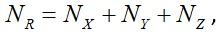 N_R = N_X + N_Y + N_Z ,